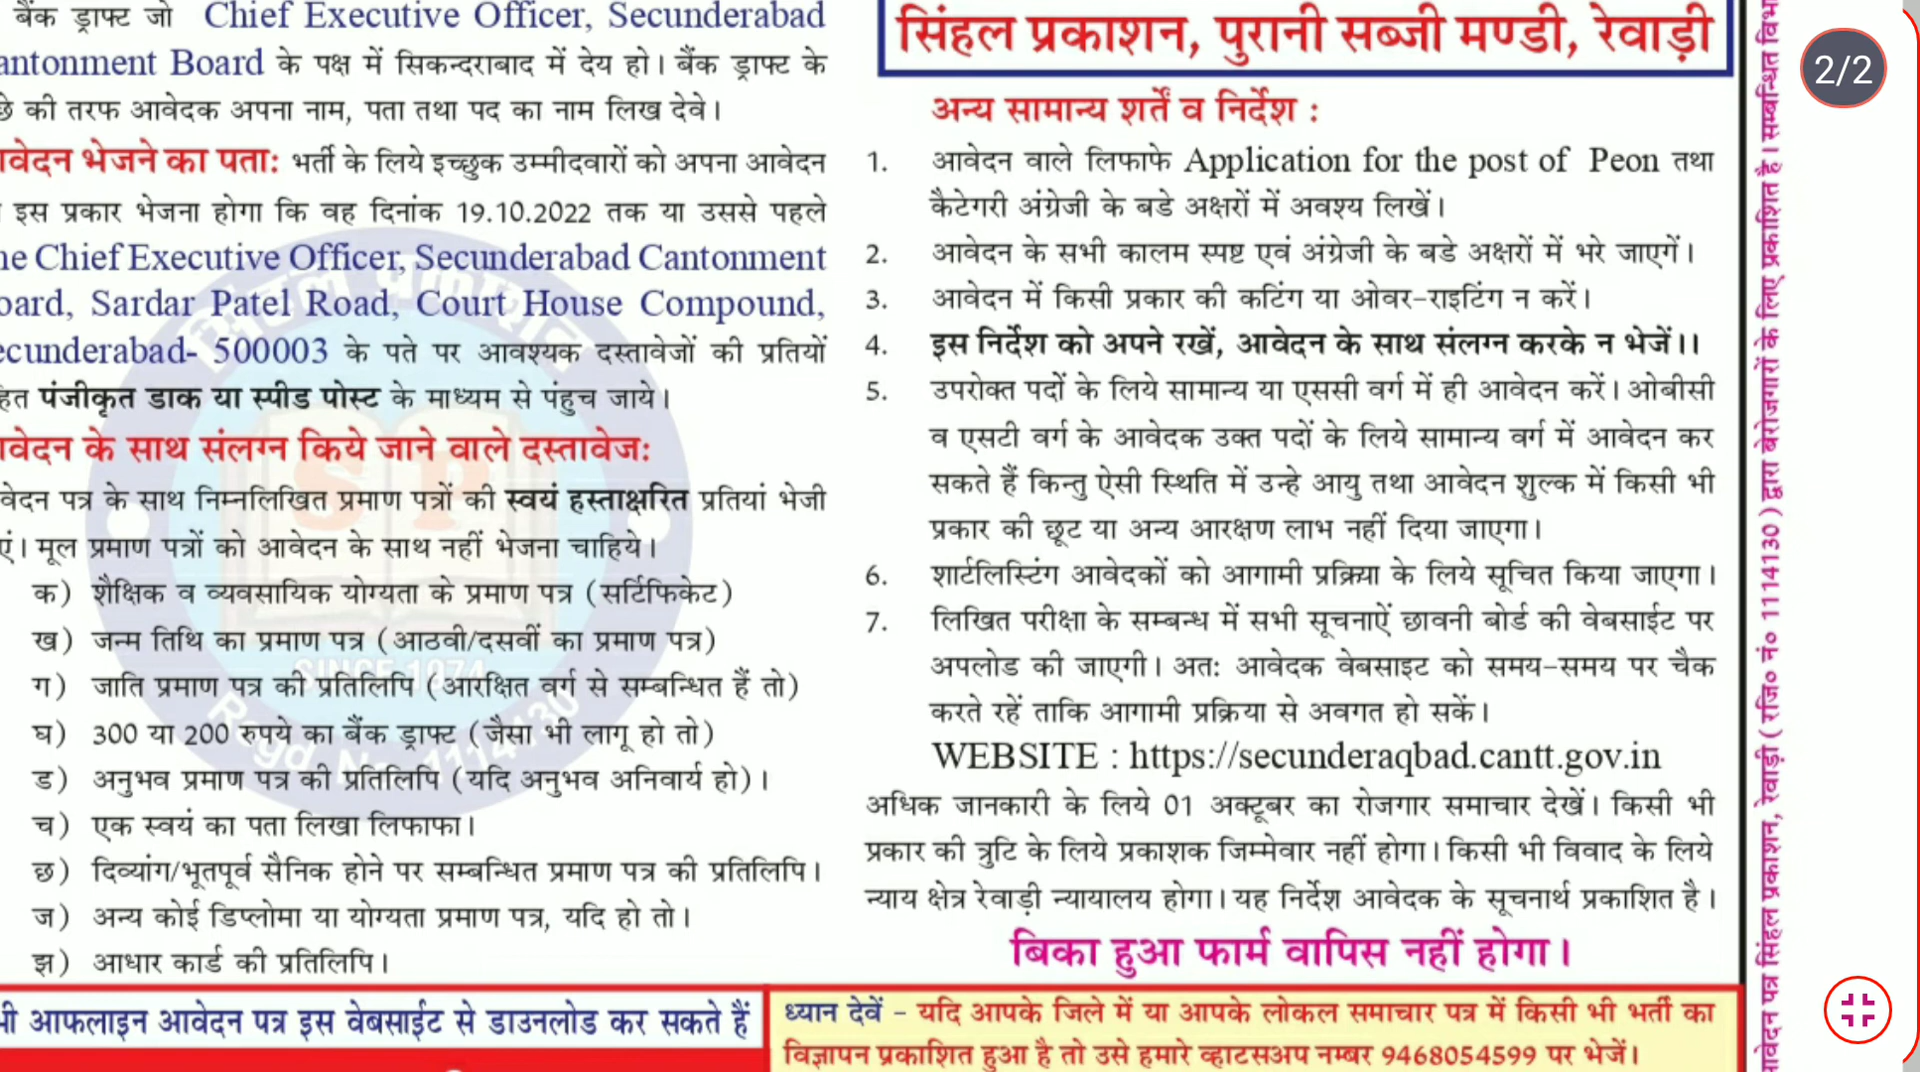 बैंक ड्राफ्ट जो Chief Executive Officer, Secunderabad
antonment Board के पक्ष में सिकन्दराबाद में देय हो। बैंक ड्राफ्ट के
छे की तरफ आवेदक अपना नाम, पता तथा पद का नाम लिख देवे।
ावेदन भेजने का पता: भर्ती के लिये इच्छुक उम्मीदवारों को अपना आवेदन
इस प्रकार भेजना होगा कि वह दिनांक 19.10.2022 तक या उससे पहले
he Chief Executive Officer, Secunderabad Cantonment
oard, Sardar Patel Road, Court House Compound,
ecunderabad- 500003 के पते पर आवश्यक दस्तावेजों की प्रतियों
हित पंजीकृत डाक या स्पीड पोस्ट के माध्यम से पंहुच जाये।
ावेदन के साथ संलग्न किये जाने वाले दस्तावेज:
वेदन पत्र के साथ निम्नलिखित प्रमाण पत्रों की स्वयं हस्ताक्षरित प्रतियां भेजी
एं। मूल प्रमाण पत्रों को आवेदन के साथ नहीं भेजना चाहिये।
क) शैक्षिक व व्यवसायिक योग्यता के प्रमाण पत्र (सर्टिफिकेट)
ख) जन्म तिथि का प्रमाण पत्र (आठवी/दसवीं का प्रमाण पत्र)
ग) जाति प्रमाण पत्र की प्रतिलिपि (आरक्षित वर्ग से सम्बन्धित हैं तो)
घ) 300 या 200 रुपये का बैंक ड्राफ्ट (जैसा भी लागू हो तो)
ड) अनुभव प्रमाण पत्र की प्रतिलिपि (यदि अनुभव अनिवार्य हो)।
च) एक स्वयं का पता लिखा लिफाफा।
छ) दिव्यांग/भूतपूर्व सैनिक होने पर सम्बन्धित प्रमाण पत्र की प्रतिलिपि।
ज) अन्य कोई डिप्लोमा या योग्यता प्रमाण पत्र, यदि हो तो।
झ) आधार कार्ड की प्रतिलिपि।
सिंहल प्रकाशन
SP
SINCE 1974
Regd No. 1114130
भी आफलाइन आवेदन पत्र इस वेबसाईट से डाउनलोड कर सकते हैं
सिंहल प्रकाशन, पुरानी सब्जी मण्डी, रेवाड़ी
अन्य सामान्य शर्तें व निर्देश :
1. आवेदन वाले लिफाफे Application for the post of Peon तथा
कैटेगरी अंग्रेजी के बडे अक्षरों में अवश्य लिखें।
2. आवेदन के सभी कालम स्पष्ट एवं अंग्रेजी के बडे अक्षरों में भरे जाएगें।
3. आवेदन में किसी प्रकार की कटिंग या ओवर-राइटिंग न करें।
4. इस निर्देश को अपने रखें, आवेदन के साथ संलग्न करके न भेजें।।
5. उपरोक्त पदों के लिये सामान्य या एससी वर्ग में ही आवेदन करें। ओबीसी
व एसटी वर्ग के आवेदक उक्त पदों के लिये सामान्य वर्ग में आवेदन कर
सकते हैं किन्तु ऐसी स्थिति में उन्हे आयु तथा आवेदन शुल्क में किसी भी
प्रकार की छूट या अन्य आरक्षण लाभ नहीं दिया जाएगा।
6. शार्टलिस्टिंग आवेदकों को आगामी प्रक्रिया के लिये सूचित किया जाएगा।
7. लिखित परीक्षा के सम्बन्ध में सभी सूचनाऐं छावनी बोर्ड की वेबसाईट पर
अपलोड की जाएगी। अत: आवेदक वेबसाइट को समय-समय पर चैक
करते रहें ताकि आगामी प्रक्रिया से अवगत हो सकें।
WEBSITE : https://secunderaqbad.cantt.gov.in
अधिक जानकारी के लिये 01 अक्टूबर का रोजगार समाचार देखें। किसी भी
प्रकार की त्रुटि के लिये प्रकाशक जिम्मेवार नहीं होगा। किसी भी विवाद के लिये
न्याय क्षेत्र रेवाड़ी न्यायालय होगा। यह निर्देश आवेदक के सूचनार्थ प्रकाशित है।
बिका हुआ फार्म वापिस नहीं होगा।
ध्यान देवें - यदि आपके जिले में या आपके लोकल समाचार पत्र में किसी भी भर्ती का
विज्ञापन प्रकाशित हुआ है तो उसे हमारे व्हाटसअप नम्बर 9468054599 पर भेजें।
ावेदन पत्र सिंहल प्रकाशन, रेवाड़ी ( रजि० नं० 1114130 ) द्वारा बेरोजगारों के लिए प्रकाशित है। सम्बन्धित विभा
2/2